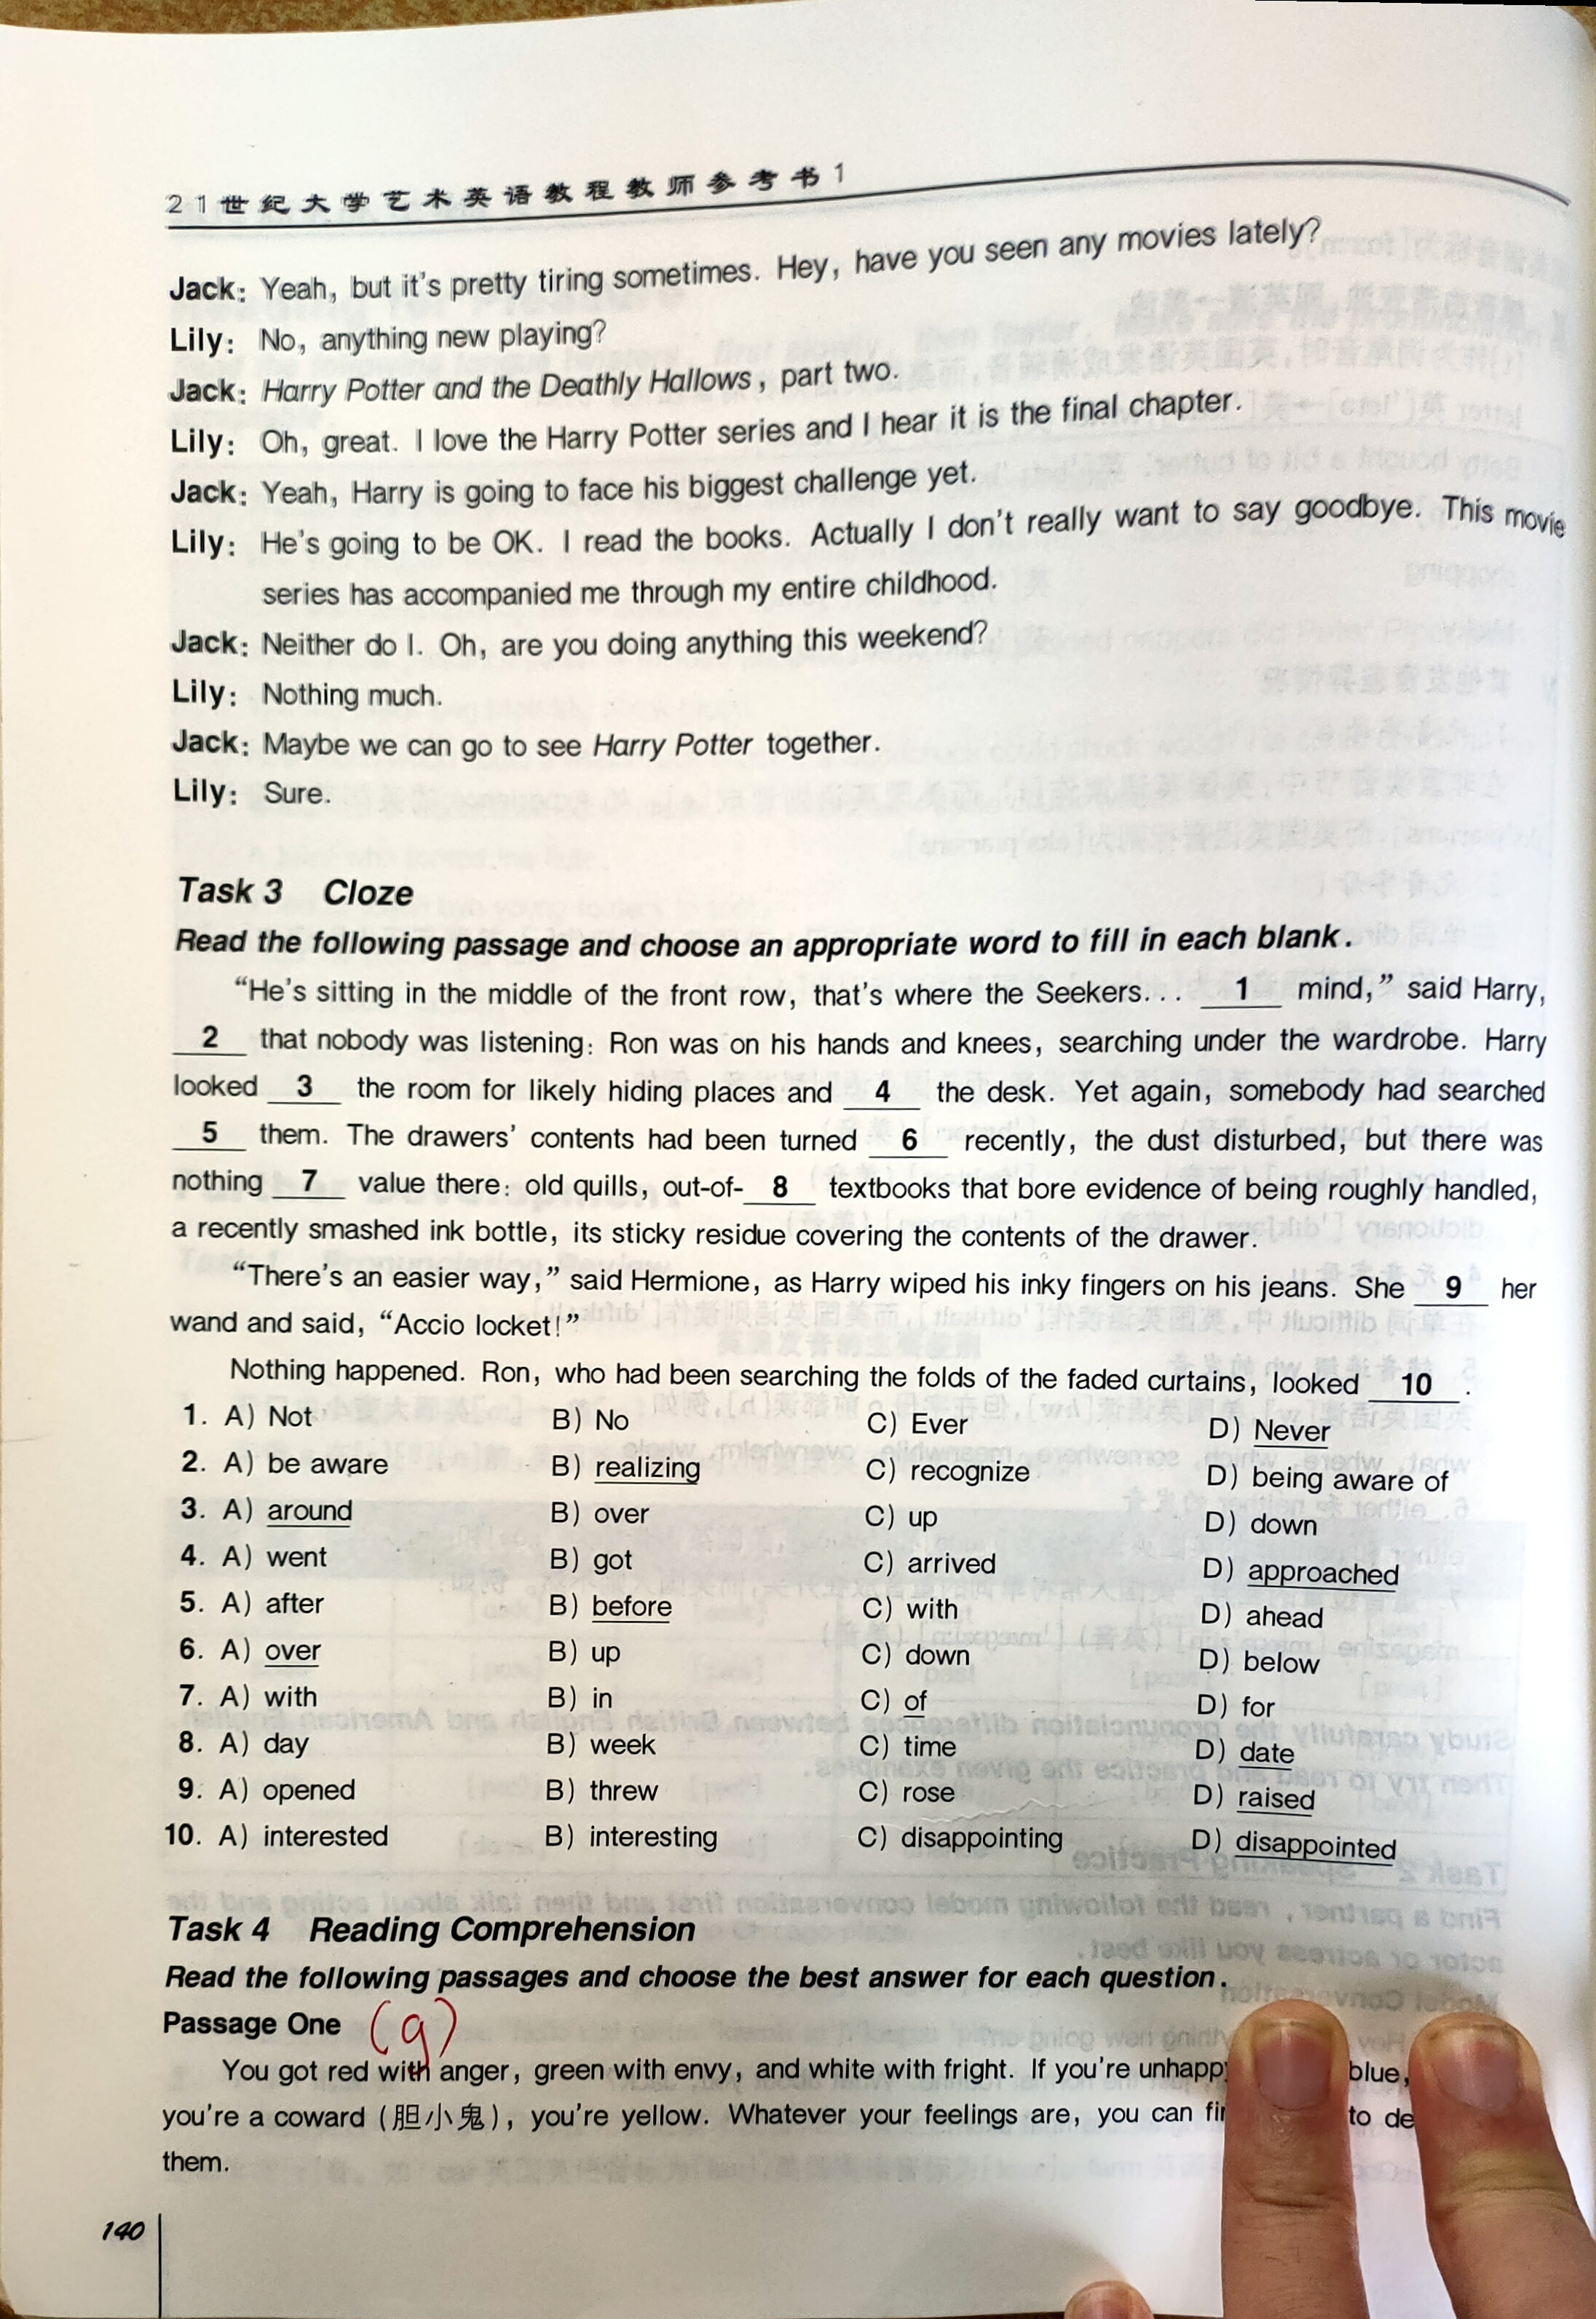 21世纪大学艺术英语教程教师参考书1
Jack: Yeah, but it's pretty tiring sometimes. Hey, have you seen any movies lately?
Lily: No, anything new playing?
Jack: Harry Potter and the Deathly Hallows, part two.
Lily: Oh, great. I love the Harry Potter series and I hear it is the final chapter.
Jack: Yeah, Harry is going to face his biggest challenge yet.
Lily: He's going to be OK. I read the books. Actually I don't really want to say goodbye. This movie
series has accompanied me through my entire childhood.
Jack: Neither do I. Oh, are you doing anything this weekend?
Lily: Nothing much.
Jack: Maybe we can go to see Harry Potter together.
Lily: Sure.
Task 3 Cloze
Read the following passage and choose an appropriate word to fill in each blank.
"He's sitting in the middle of the front row, that's where the Seekers... 1 mind," said Harry,
2 that nobody was listening: Ron was on his hands and knees, searching under the wardrobe. Harry
looked 3 the room for likely hiding places and 4 the desk. Yet again, somebody had searched
5 them. The drawers' contents had been turned 6 recently, the dust disturbed, but there was
nothing 7 value there: old quills, out-of- 8 textbooks that bore evidence of being roughly handled,
a recently smashed ink bottle, its sticky residue covering the contents of the drawer.
"There's an easier way," said Hermione, as Harry wiped his inky fingers on his jeans. She 9 her
wand and said, "Accio locket!"
Nothing happened. Ron, who had been searching the folds of the faded curtains, looked 10 .
1. A) Not B) No C) Ever D) Never
2. A) be aware B) realizing C) recognize D) being aware of
3. A) around B) over C) up D) down
4. A) went B) got C) arrived D) approached
5. A) after B) before C) with D) ahead
6. A) over B) up C) down D) below
7. A) with B) in C) of D) for
8. A) day B) week C) time D) date
9. A) opened B) threw C) rose D) raised
10. A) interested B) interesting C) disappointing D) disappointed
Task 4 Reading Comprehension
Read the following passages and choose the best answer for each question.
Passage One (9)
You got red with anger, green with envy, and white with fright. If you're unhappy blue,
you're a coward (胆小鬼), you're yellow. Whatever your feelings are, you can to
them.
140